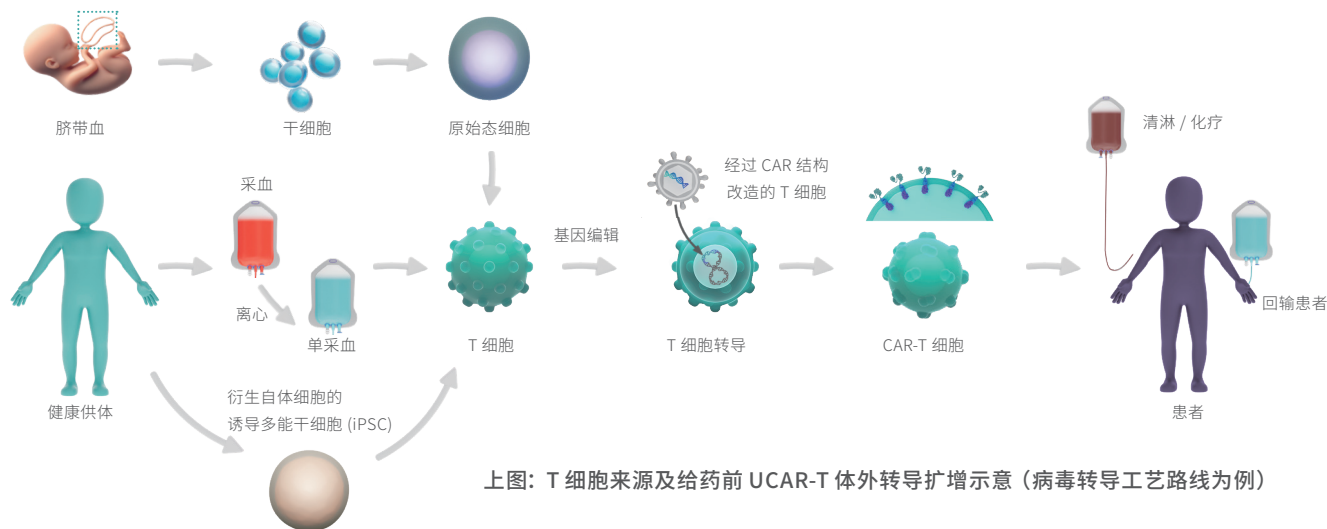 脐带血
干细胞
原始态细胞
清淋 / 化疗
采血
经过 CAR 结构
改造的 T 细胞
基因编辑
离心
单采血
T 细胞
T 细胞转导
CAR-T 细胞
回输患者
健康供体
衍生自体细胞的
诱导多能干细胞 (iPSC)
患者
上图：T 细胞来源及给药前 UCAR-T 体外转导扩增示意（病毒转导工艺路线为例）